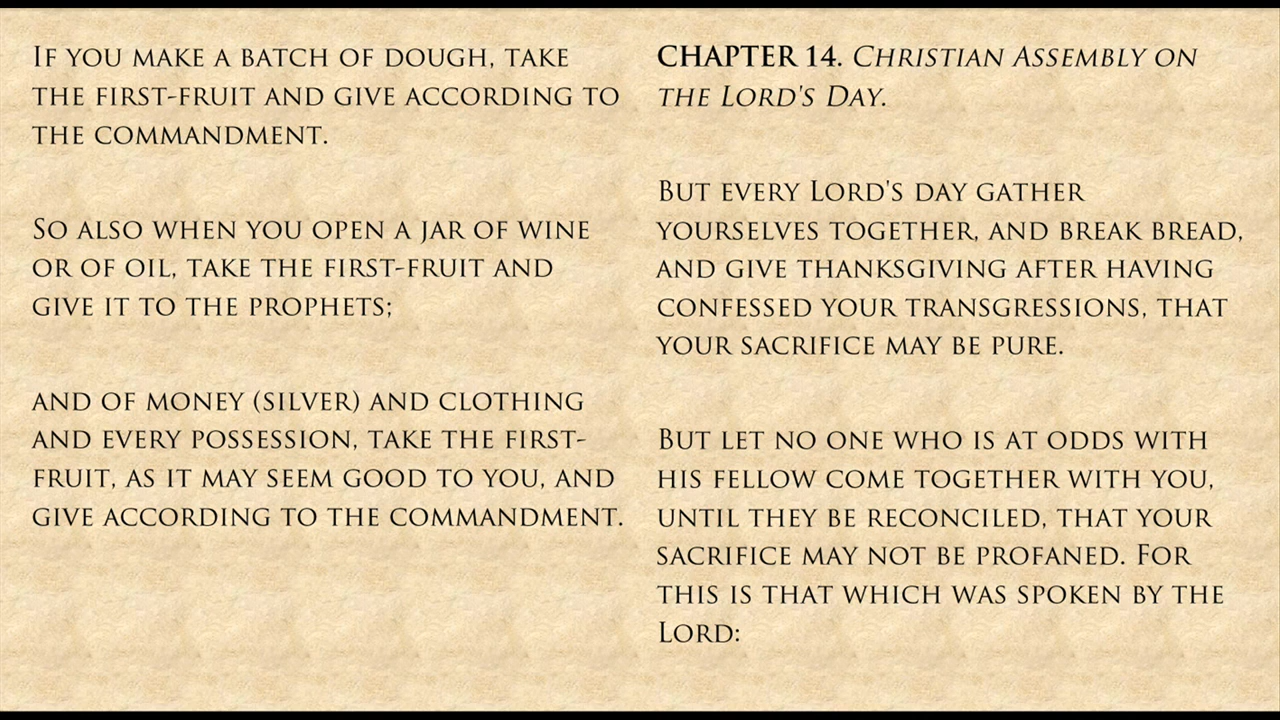 If you make a batch of dough, take
the first-fruit and give according to
the commandment.
So also when you open a jar of wine
or of oil, take the first-fruit and
give it to the prophets;
and of money (silver) and clothing
and every possession, take the first-
fruit, as it may seem good to you, and
give according to the commandment.
CHAPTER 14. Christian Assembly on
the Lord's Day.
But every Lord's day gather
yourselves together, and break bread,
and give thanksgiving after having
confessed your transgressions, that
your sacrifice may be pure.
But let no one who is at odds with
his fellow come together with you,
until they be reconciled, that your
sacrifice may not be profaned. For
this is that which was spoken by the
Lord: